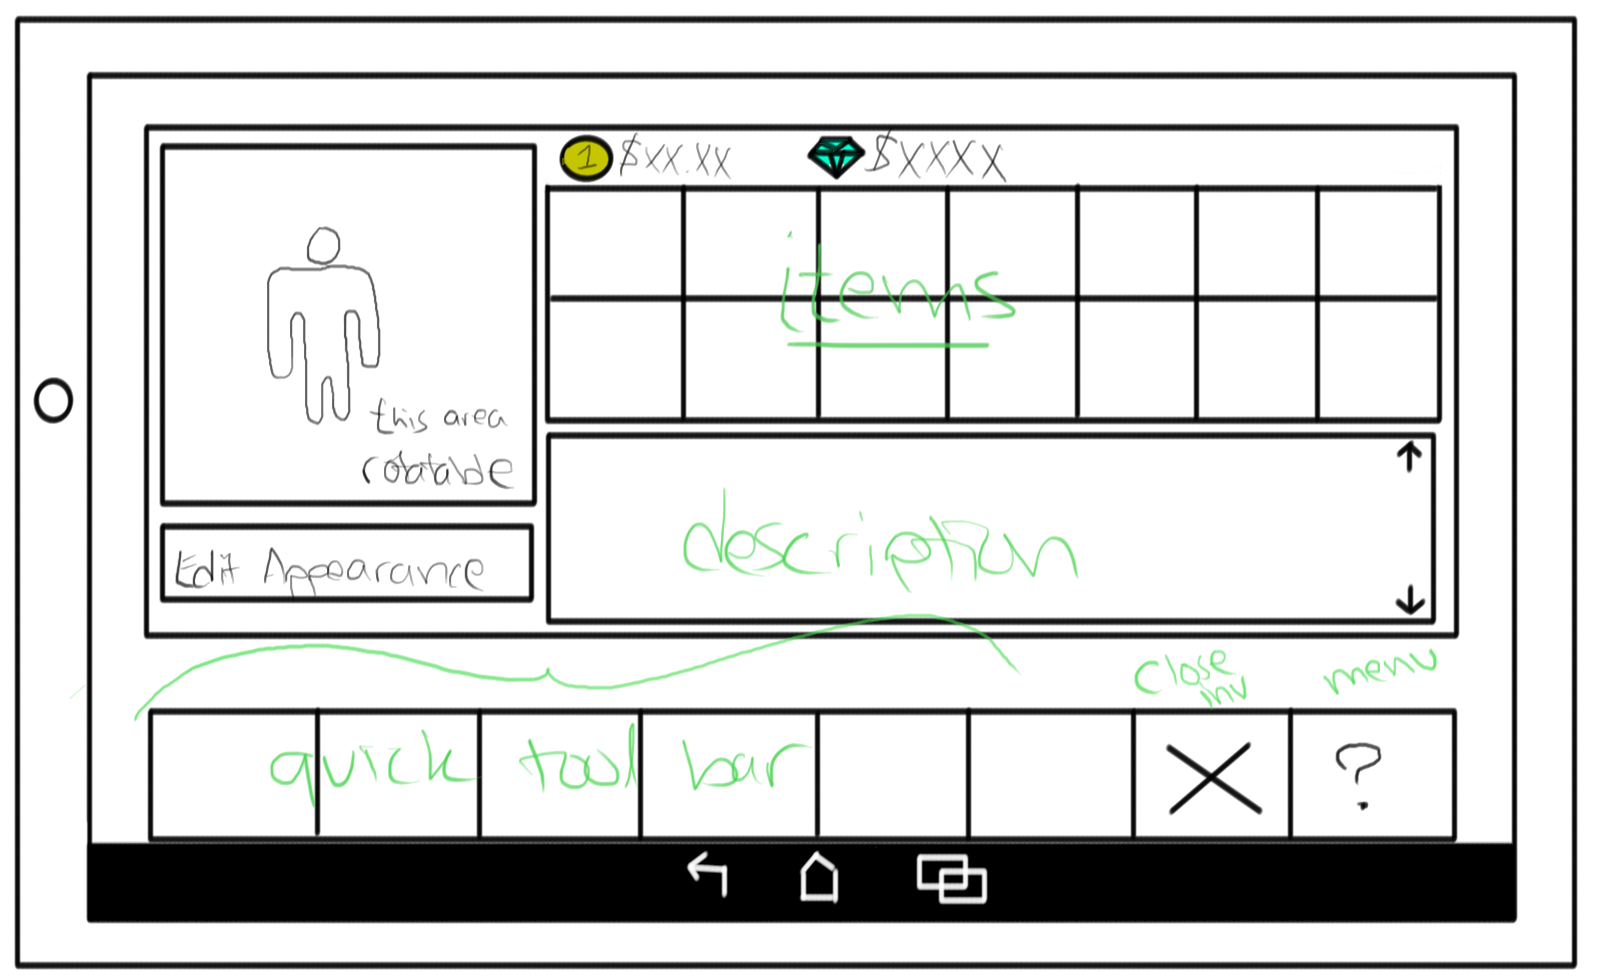 1 $XX.XX $XXXX
items
this area
rotatable
Edit Appearance
description
close
inv
menu
quick tool bar
?